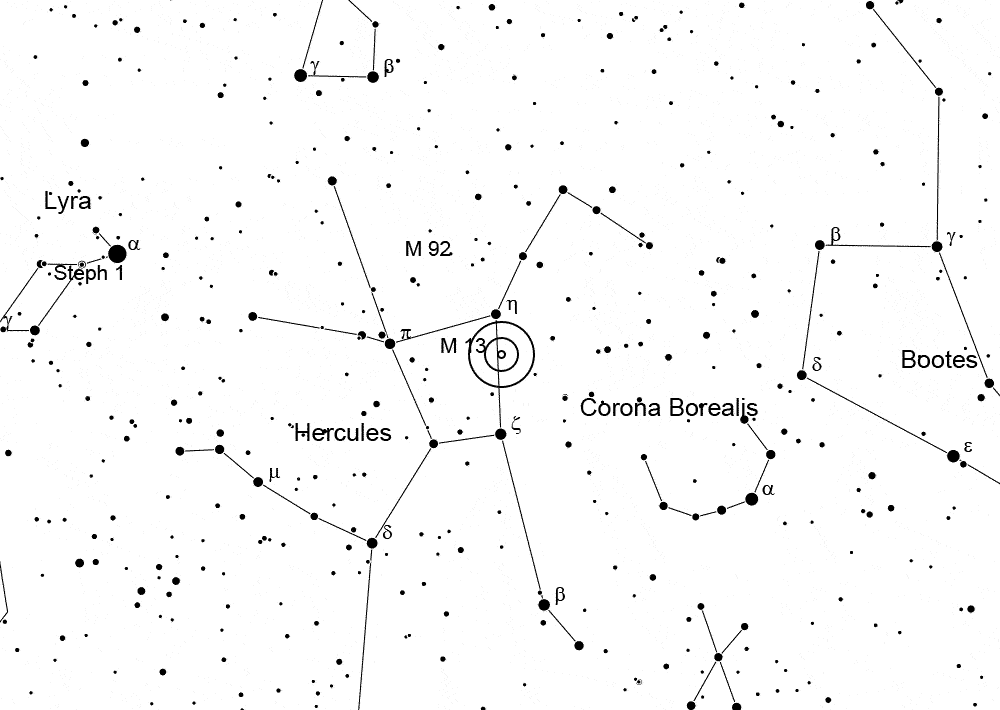 γ
β
Lyra
α
Steph 1
γ
M 92
η
π
M 13
β
γ
δ
Bootes
Corona Borealis
Hercules
ζ
μ
ε
α
δ
β